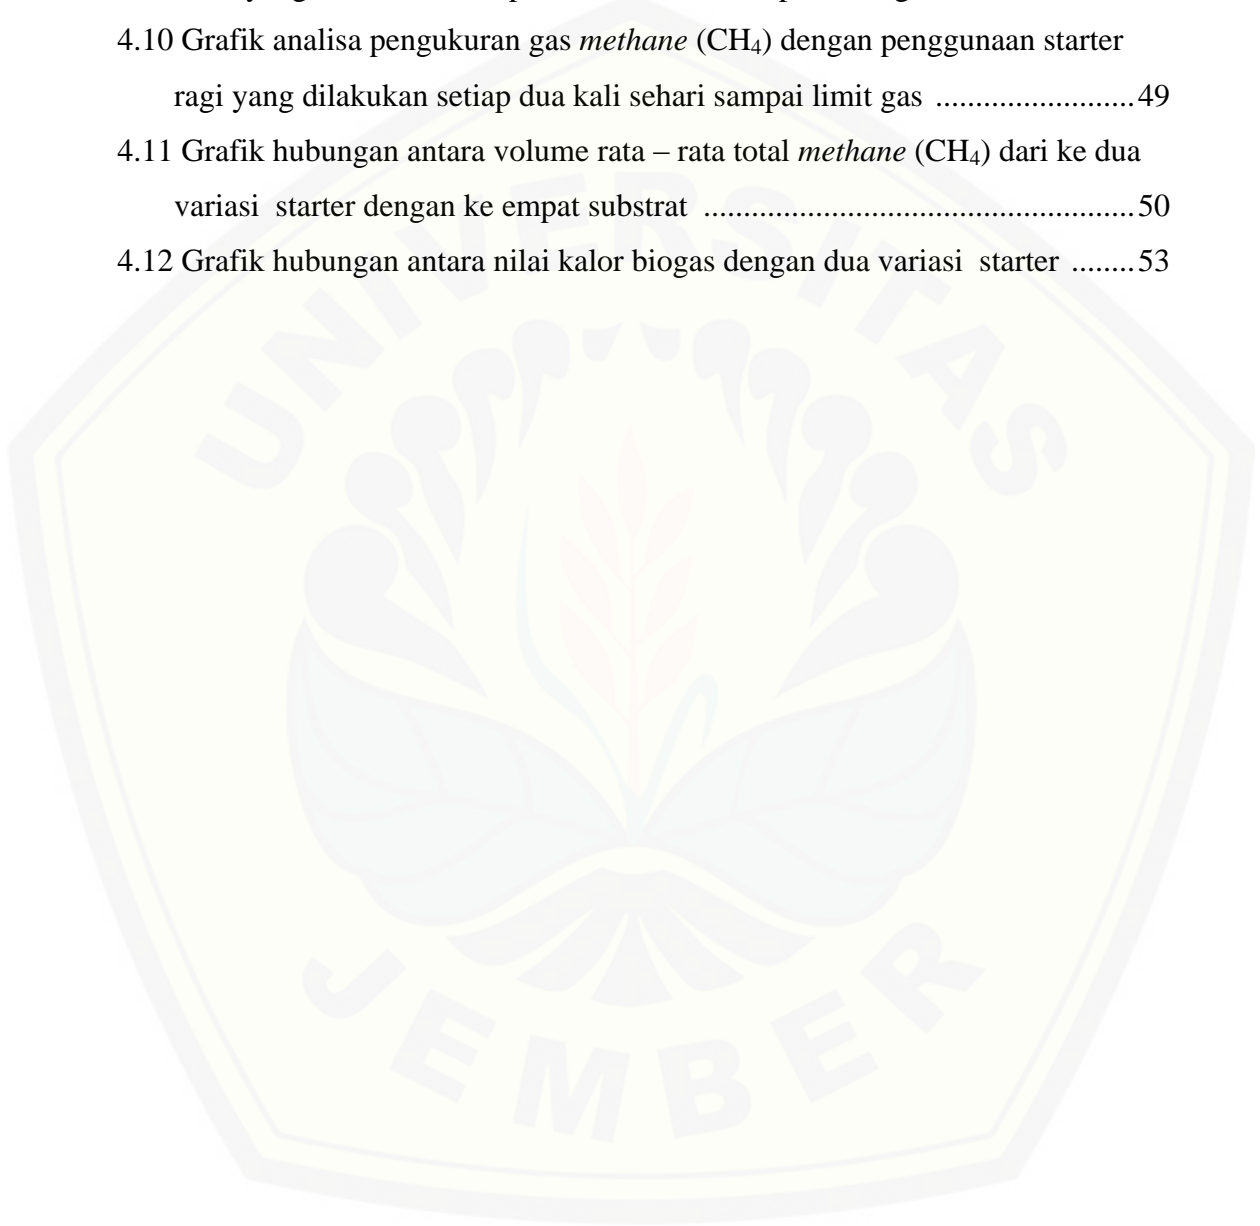 4.10 Grafik analisa pengukuran gas methane (CH₄) dengan penggunaan starter
ragi yang dilakukan setiap dua kali sehari sampai limit gas .........................49
4.11 Grafik hubungan antara volume rata – rata total methane (CH₄) dari ke dua
variasi  starter dengan ke empat substrat ......................................................50
4.12 Grafik hubungan antara nilai kalor biogas dengan dua variasi  starter ........53
UNIVERSITAS
JEMBER